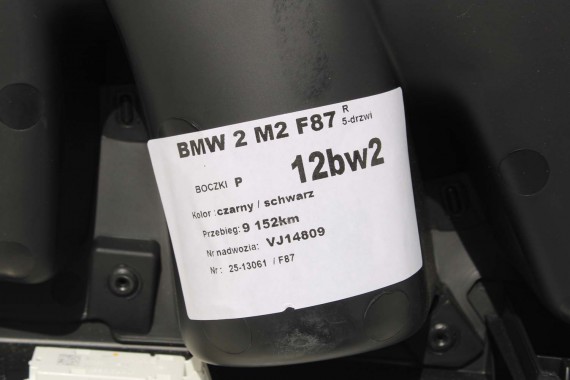 BMW 2 M2 F87 R
5-drzwi
12bw2
BOCZKI P
Kolor : czarny / schwarz
Przebieg: 9 152km
Nr nadwozia: VJ14809
Nr : 25-13061 / F87